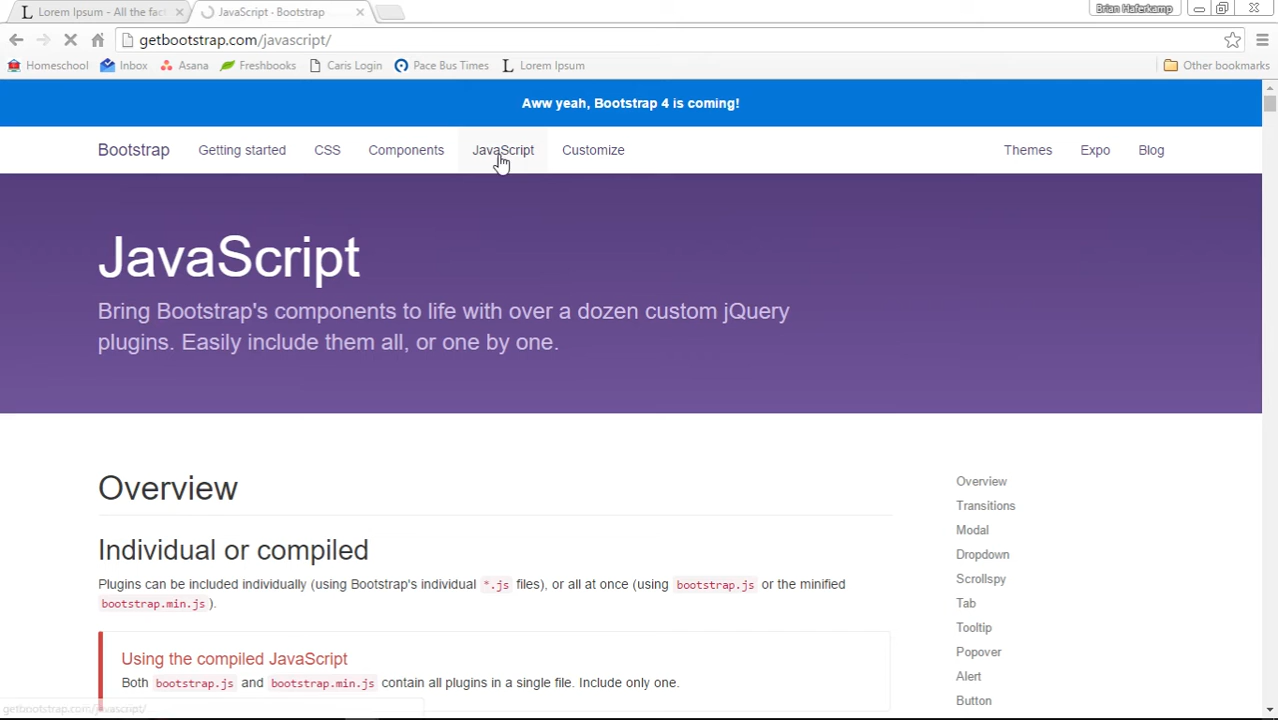 Lorem Ipsum - All the fact
JavaScript - Bootstrap
Brian Haferkamp
getbootstrap.com/javascript/
Homeschool Inbox Asana Freshbooks Caris Login Pace Bus Times Lorem Ipsum Other bookmarks
Aww yeah, Bootstrap 4 is coming!
Bootstrap Getting started CSS Components JavaScript Customize Themes Expo Blog
JavaScript
Bring Bootstrap's components to life with over a dozen custom jQuery
plugins. Easily include them all, or one by one.
Overview
Individual or compiled
Plugins can be included individually (using Bootstrap's individual *.js files), or all at once (using bootstrap.js or the minified
bootstrap.min.js).
Using the compiled JavaScript
Both bootstrap.js and bootstrap.min.js contain all plugins in a single file. Include only one.
Overview
Transitions
Modal
Dropdown
Scrollspy
Tab
Tooltip
Popover
Alert
Button
getbootstrap.com/javascript/